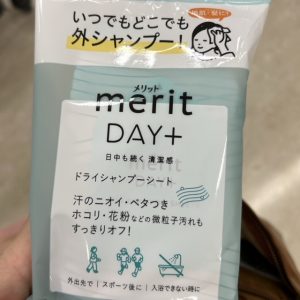 いつでもどこでも
外シャンプー!
メリット
merit
DAY+
日中も続く 清潔感
ドライシャンプーシート
汗のニオイ・ベタつき
ホコリ・花粉などの微粒子汚れも
すっきりオフ!
外出先で | スポーツ後に | 入浴できない時に